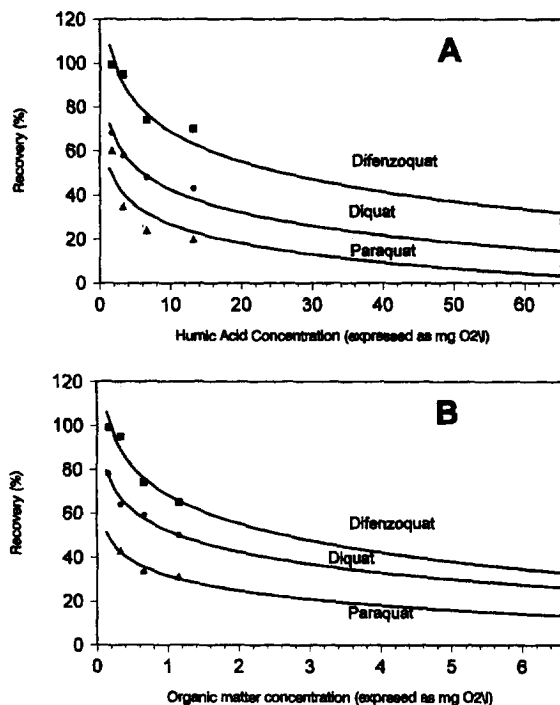 120
A
100
80
60
40
20
0
Recovery (%)
Difenzoquat
Diquat
Paraquat
0 10 20 30 40 50 60
Humic Acid Concentration (expressed as mg O2/l)
120
B
100
80
60
40
20
0
Recovery (%)
Difenzoquat
Diquat
Paraquat
0 1 2 3 4 5 6
Organic matter concentration (expresed as mg O2/l)